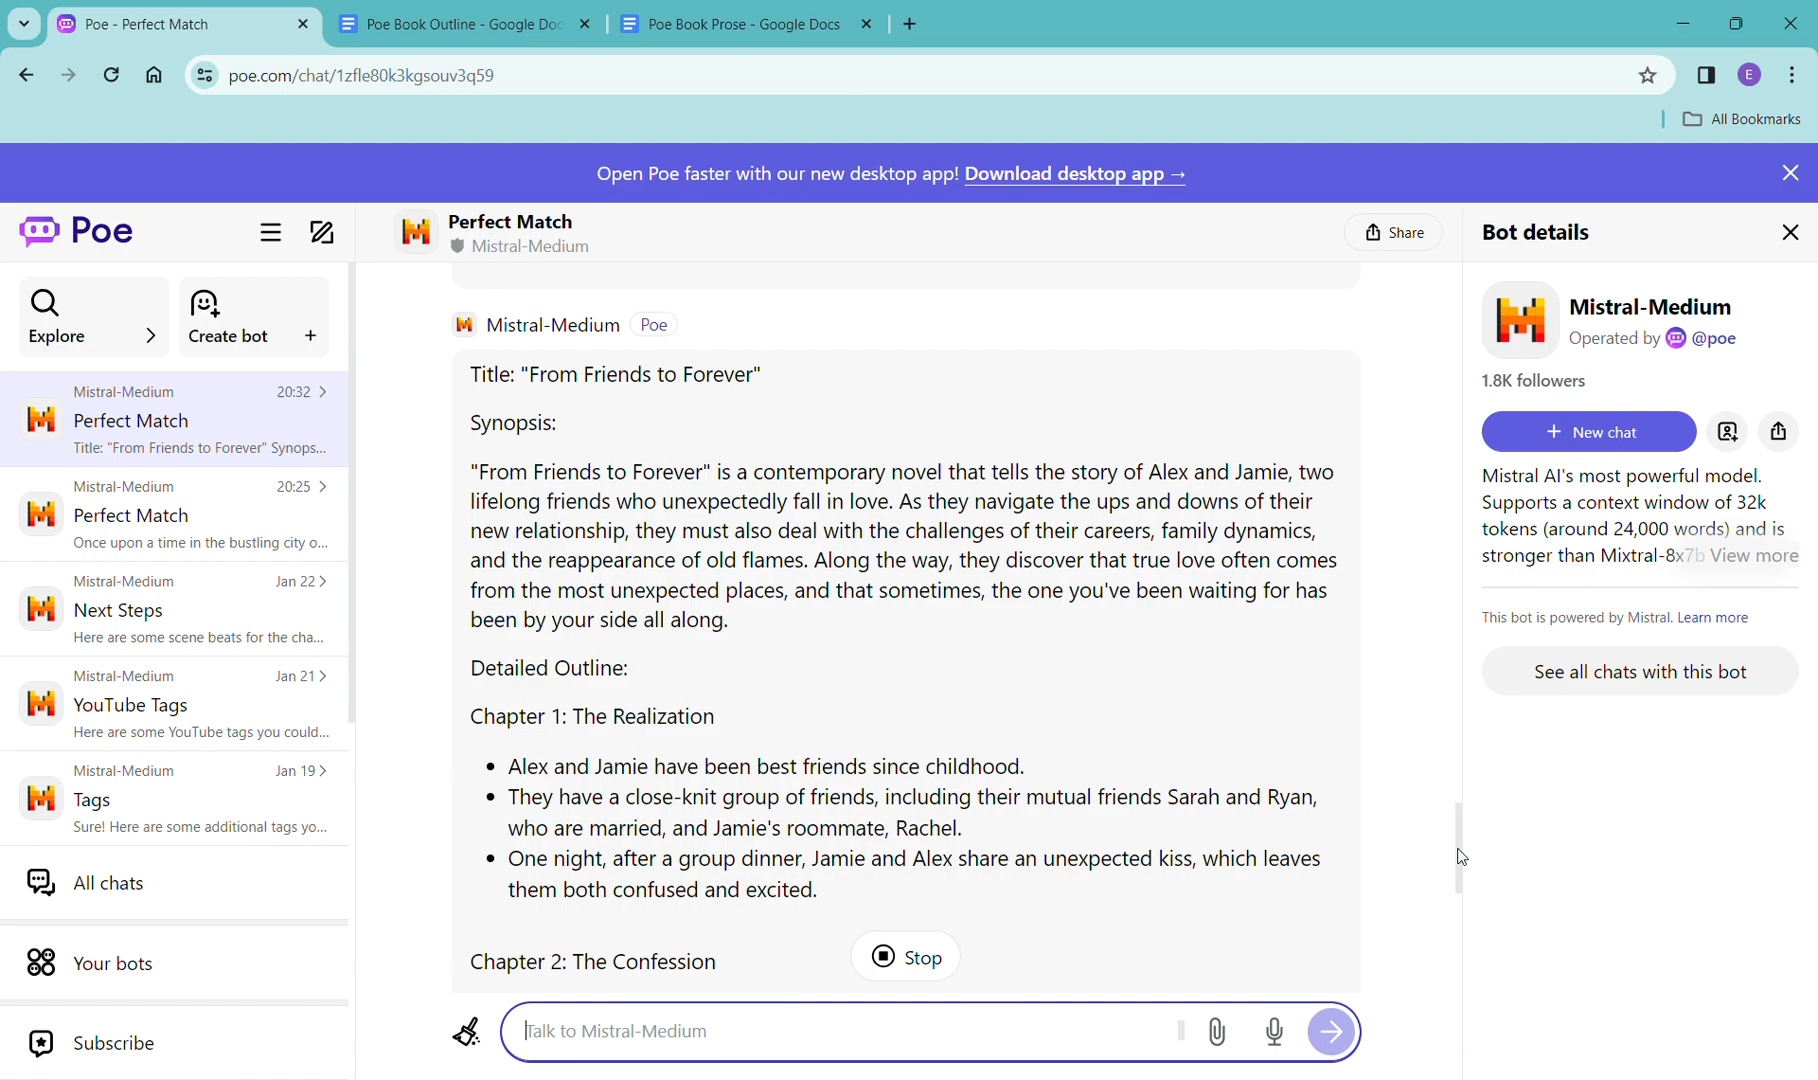 Poe - Perfect Match
Poe Book Outline - Google Doc
Poe Book Prose - Google Docs
poe.com/chat/1zfle80k3kgsouv3q59
E
All Bookmarks
Open Poe faster with our new desktop app! Download desktop app →
Poe
Explore
Create bot
Mistral-Medium 20:32
Perfect Match
Title: "From Friends to Forever" Synops...
Mistral-Medium 20:25
Perfect Match
Once upon a time in the bustling city o...
Mistral-Medium Jan 22
Next Steps
Here are some scene beats for the cha...
Mistral-Medium Jan 21
YouTube Tags
Here are some YouTube tags you could...
Mistral-Medium Jan 19
Tags
Sure! Here are some additional tags yo...
All chats
Your bots
Subscribe
Perfect Match
Mistral-Medium
Share
Mistral-Medium Poe
Title: "From Friends to Forever"
Synopsis:
"From Friends to Forever" is a contemporary novel that tells the story of Alex and Jamie, two
lifelong friends who unexpectedly fall in love. As they navigate the ups and downs of their
new relationship, they must also deal with the challenges of their careers, family dynamics,
and the reappearance of old flames. Along the way, they discover that true love often comes
from the most unexpected places, and that sometimes, the one you've been waiting for has
been by your side all along.
Detailed Outline:
Chapter 1: The Realization
• Alex and Jamie have been best friends since childhood.
• They have a close-knit group of friends, including their mutual friends Sarah and Ryan,
who are married, and Jamie's roommate, Rachel.
• One night, after a group dinner, Jamie and Alex share an unexpected kiss, which leaves
them both confused and excited.
Chapter 2: The Confession
Stop
Talk to Mistral-Medium
Bot details
Mistral-Medium
Operated by @poe
1.8K followers
New chat
Mistral AI's most powerful model.
Supports a context window of 32k
tokens (around 24,000 words) and is
stronger than Mixtral-8x7b View more
This bot is powered by Mistral. Learn more
See all chats with this bot